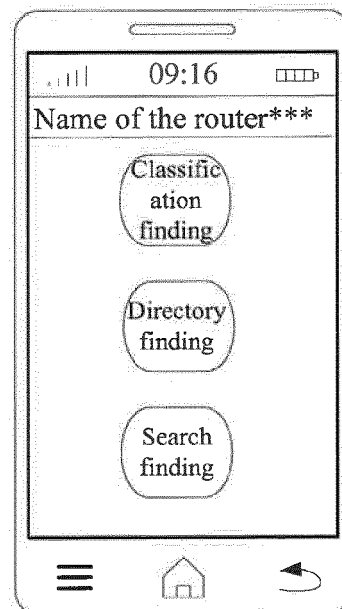 09:16
Name of the router***
Classific
ation
finding
Directory
finding
Search
finding